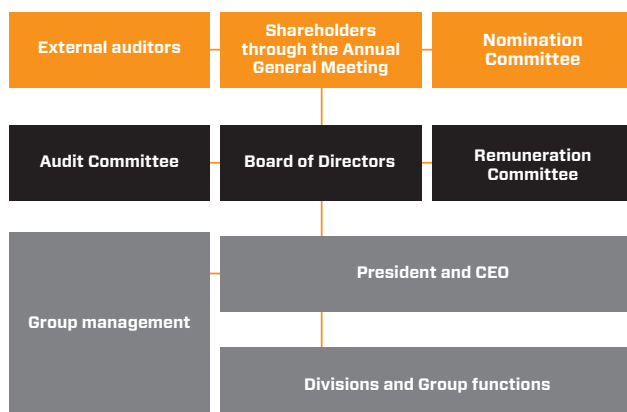 External auditors
Shareholders
through the Annual
General Meeting
Nomination
Committee
Audit Committee
Board of Directors
Remuneration
Committee
President and CEO
Group management
Divisions and Group functions